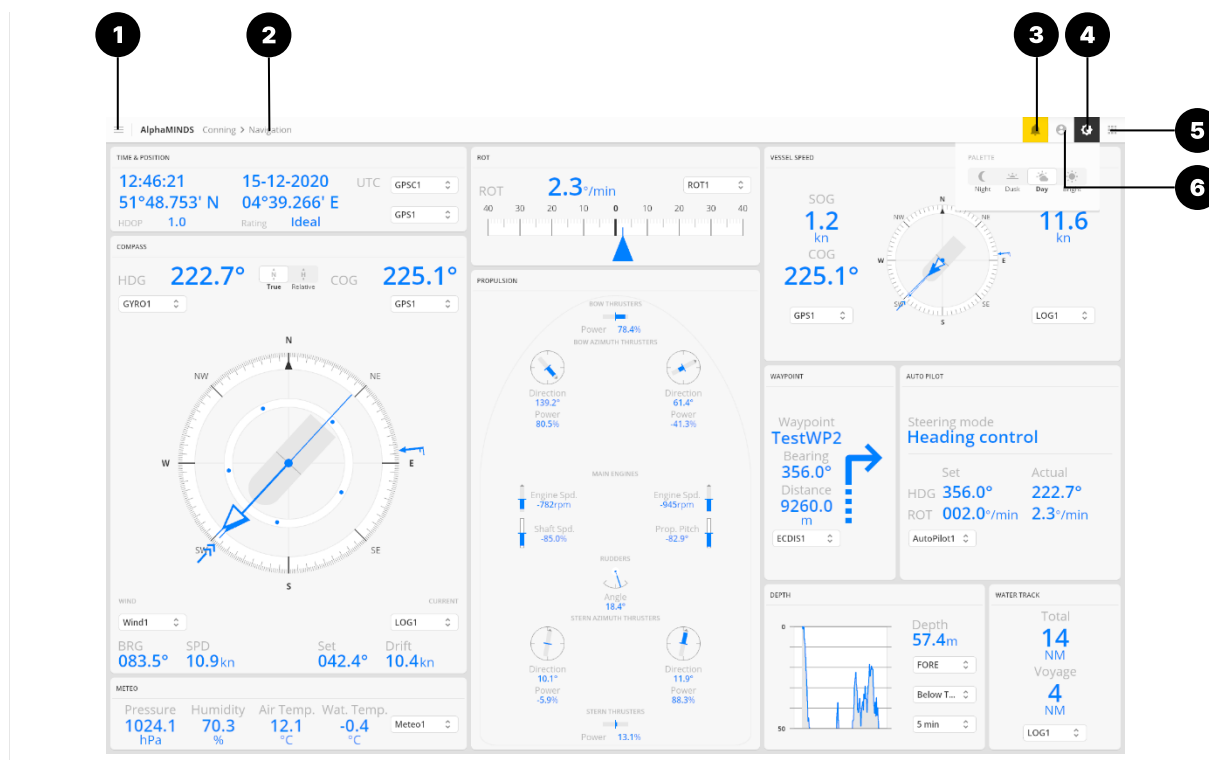 1
2
3
4
5
6
AlphaMINDS Conning > Navigation
PALETTE
Night Dusk Day Bright
TIME & POSITION
12:46:21 15-12-2020 UTC GPSC1
51°48.753' N 04°39.266' E
GPS1
HDOP 1.0 Rating Ideal
COMPASS
HDG 222.7° True Relative COG 225.1°
GYRO1 GPS1
N
NW NE
W E
SW SE
S
WIND CURRENT
Wind1 LOG1
BRG SPD Set Drift
083.5° 10.9kn 042.4° 10.4kn
METEO
Pressure Humidity Air Temp. Wat. Temp.
1024.1 70.3 12.1 -0.4 Meteo1
hPa % °C °C
ROT
ROT 2.3°/min ROT1
40 30 20 10 0 10 20 30 40
PROPULSION
BOW THRUSTERS
Power 78.4%
BOW AZIMUTH THRUSTERS
Direction Direction
139.2° 61.4°
Power Power
80.5% -41.3%
MAIN ENGINES
Engine Spd. Engine Spd.
-782rpm -945rpm
Shaft Spd. Prop. Pitch
-85.0% -82.9°
RUDDERS
Angle
18.4°
STERN AZIMUTH THRUSTERS
Direction Direction
10.1° 11.9°
Power Power
-5.9% 88.3%
STERN THRUSTERS
Power 13.1%
VESSEL SPEED
SOG
1.2 11.6
kn kn
COG
225.1°
GPS1 LOG1
N
NW NE
W E
SW SE
S
WAYPOINT
Waypoint
TestWP2
Bearing
356.0°
Distance
9260.0
m
ECDIS1
AUTO PILOT
Steering mode
Heading control
Set Actual
HDG 356.0° 222.7°
ROT 002.0°/min 2.3°/min
AutoPilot1
DEPTH
0
50
Depth
57.4m
FORE
Below T...
5 min
WATER TRACK
Total
14
NM
Voyage
4
NM
LOG1